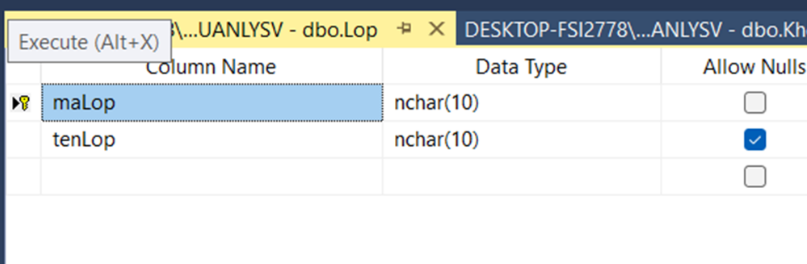 \...UANLYSV - dbo.Lop DESKTOP-FSI2778\...ANLYSV - dbo.Kh
Execute (Alt+X)
Column Name Data Type Allow Nulls
maLop nchar(10)
tenLop nchar(10)